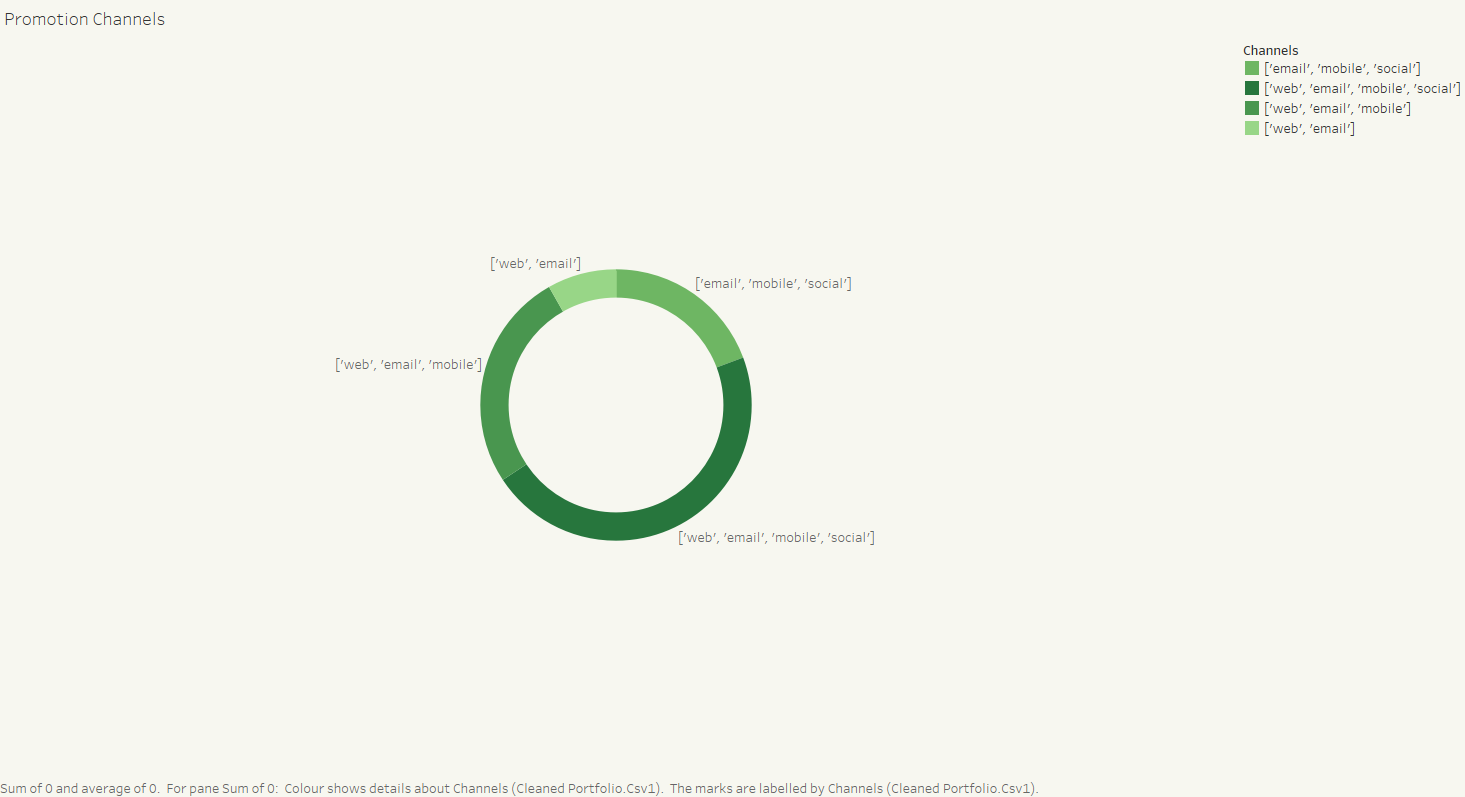 Promotion Channels
Channels
['email', 'mobile', 'social']
['web', 'email', 'mobile', 'social']
['web', 'email', 'mobile']
['web', 'email']
['web', 'email']
['email', 'mobile', 'social']
['web', 'email', 'mobile']
['web', 'email', 'mobile', 'social']
Sum of 0 and average of 0.  For pane Sum of 0:  Colour shows details about Channels (Cleaned Portfolio.Csv1).  The marks are labelled by Channels (Cleaned Portfolio.Csv1).